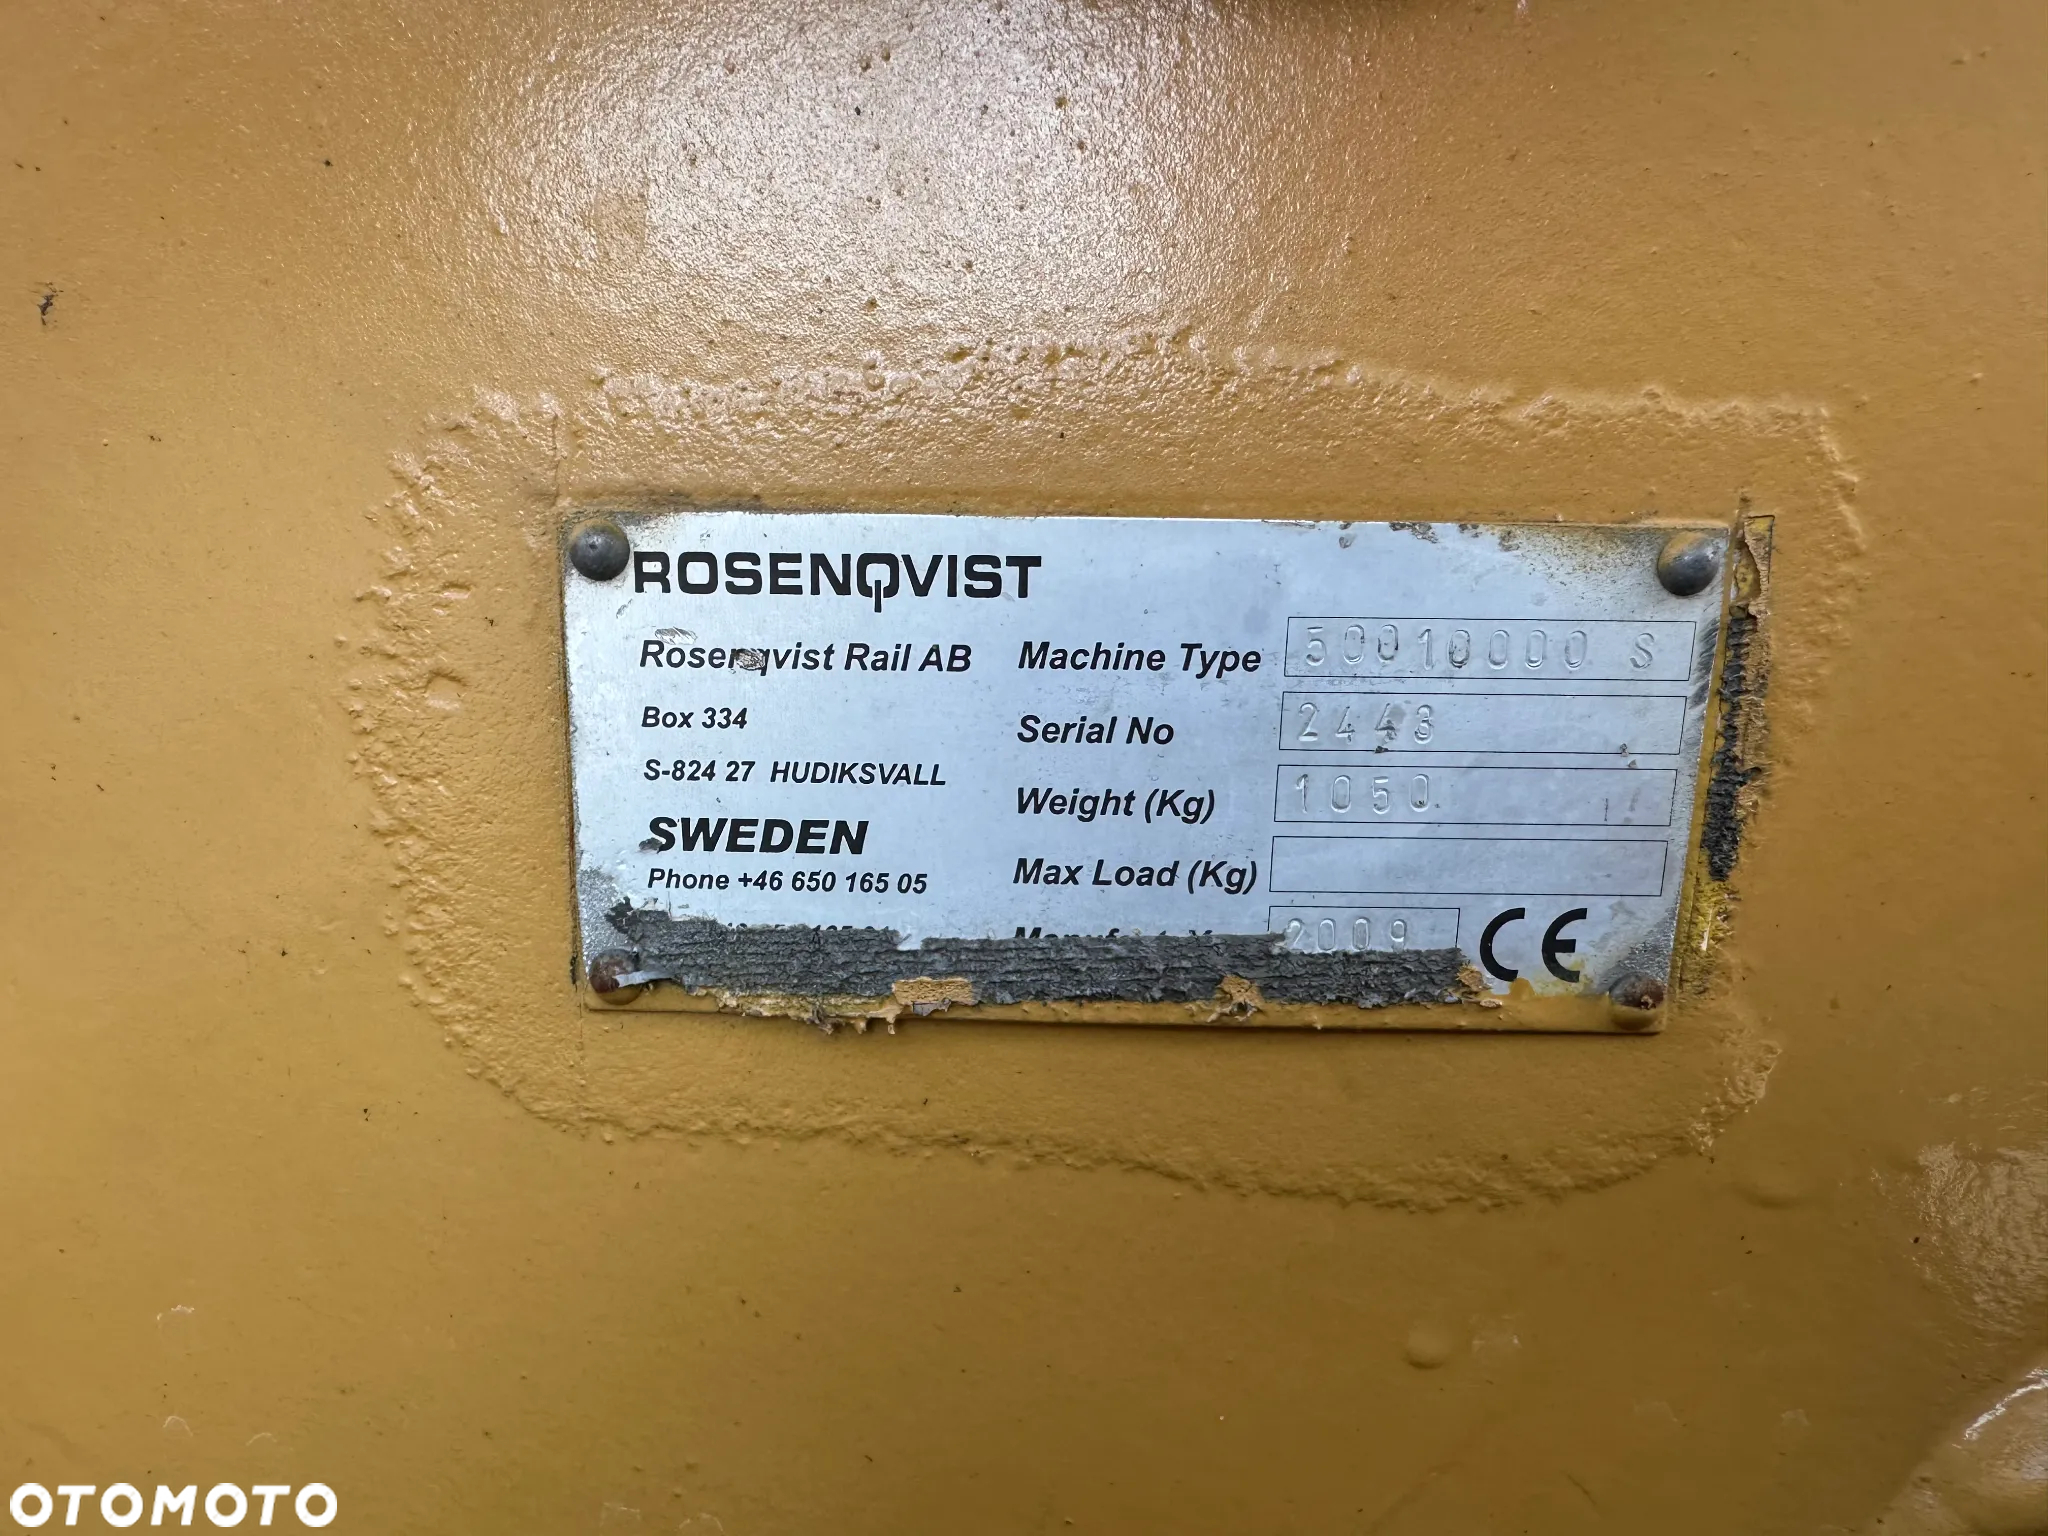 ROSENQVIST
Rosenqvist Rail AB
Box 334
S-824 27 HUDIKSVALL
SWEDEN
Phone +46 650 165 05
Machine Type 50010000 S
Serial No 2443
Weight (Kg) 1050
Max Load (Kg)
2009
CE
OTOMOTO